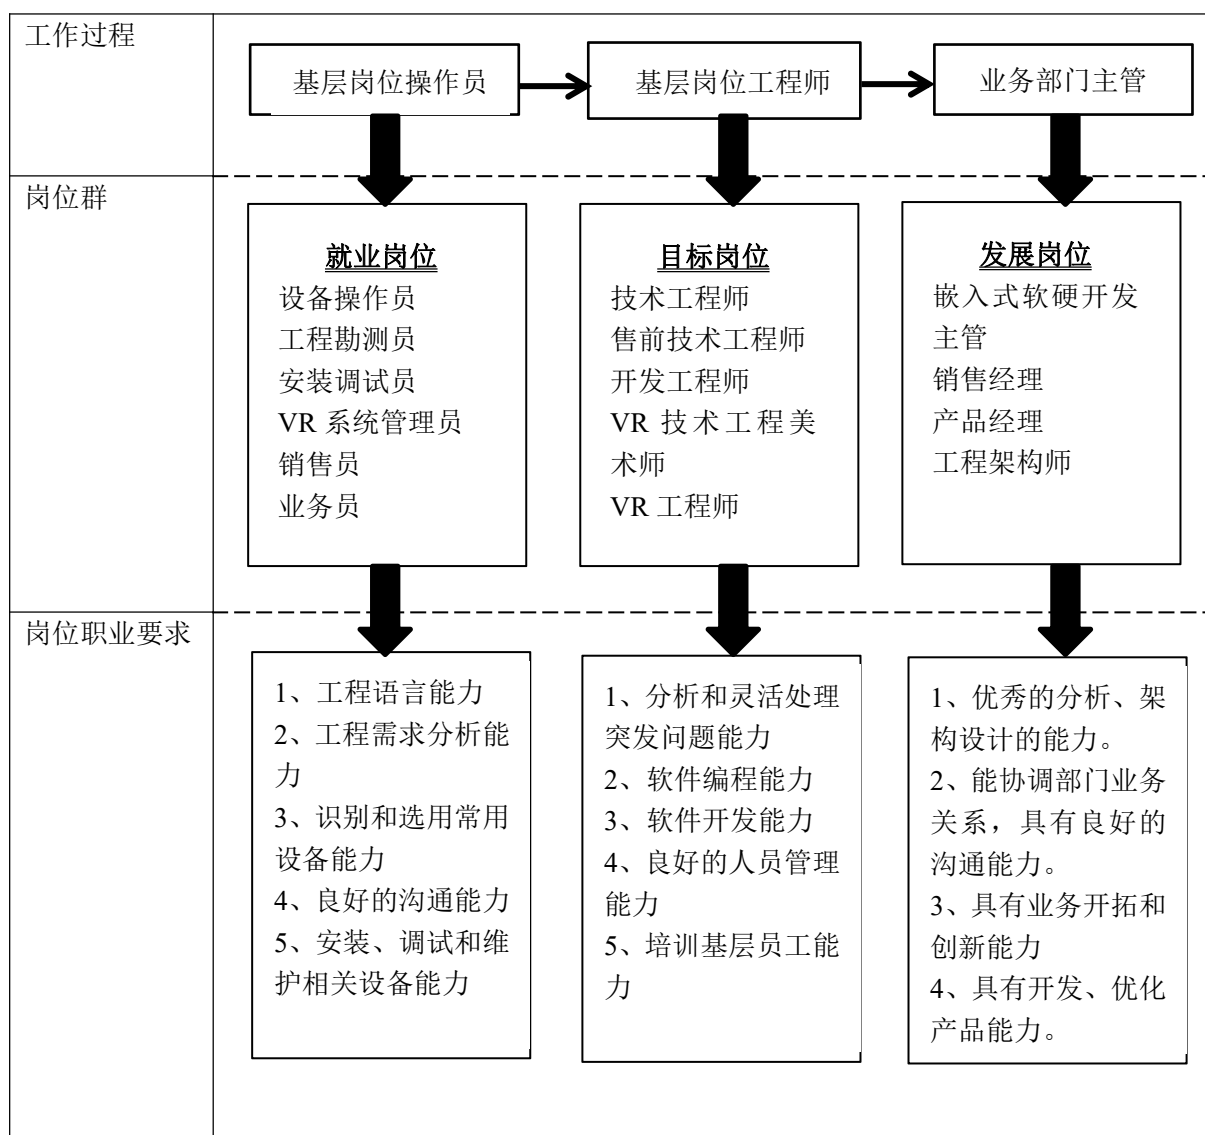 工作过程
基层岗位操作员
基层岗位工程师
业务部门主管
岗位群
就业岗位
设备操作员
工程勘测员
安装调试员
VR 系统管理员
销售员
业务员
目标岗位
技术工程师
售前技术工程师
开发工程师
VR 技术工程美
术师
VR 工程师
发展岗位
嵌入式软硬开发
主管
销售经理
产品经理
工程架构师
岗位职业要求
1、工程语言能力
2、工程需求分析能
力
3、识别和选用常用
设备能力
4、良好的沟通能力
5、安装、调试和维
护相关设备能力
1、分析和灵活处理
突发问题能力
2、软件编程能力
3、软件开发能力
4、良好的人员管理
能力
5、培训基层员工能
力
1、优秀的分析、架
构设计的能力。
2、能协调部门业务
关系，具有良好的
沟通能力。
3、具有业务开拓和
创新能力
4、具有开发、优化
产品能力。